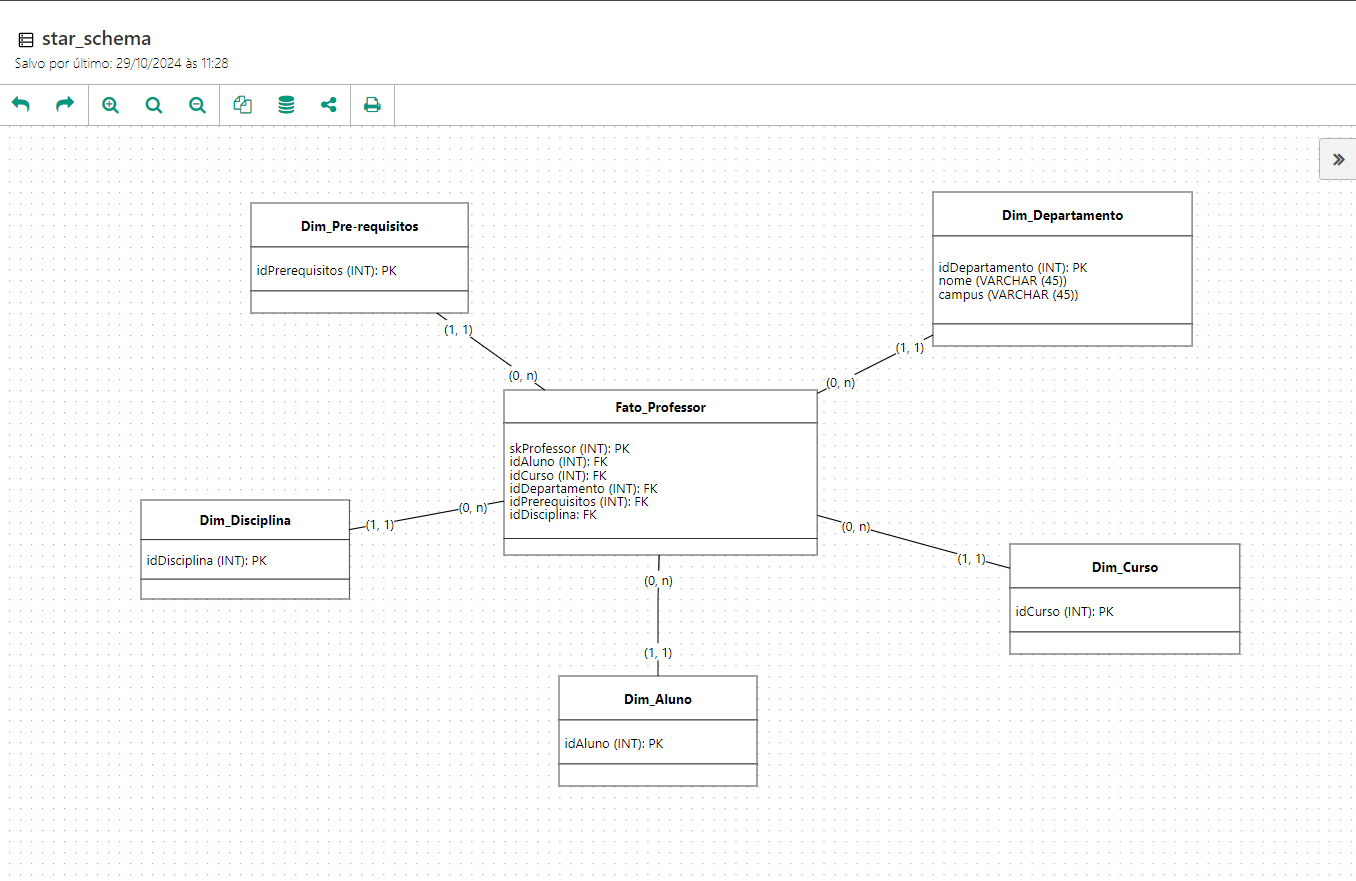 star_schema
Salvo por último: 29/10/2024 às 11:28
Dim_Pre-requisitos
idPrerequisitos (INT): PK
(1, 1)
(0, n)
Dim_Departamento
idDepartamento (INT): PK
nome (VARCHAR (45))
campus (VARCHAR (45))
(1, 1)
(0, n)
Fato_Professor
skProfessor (INT): PK
idAluno (INT): FK
idCurso (INT): FK
idDepartamento (INT): FK
idPrerequisitos (INT): FK
idDisciplina: FK
Dim_Disciplina
idDisciplina (INT): PK
(1, 1)
(0, n)
(0, n)
(1, 1)
Dim_Curso
idCurso (INT): PK
(0, n)
(1, 1)
Dim_Aluno
idAluno (INT): PK